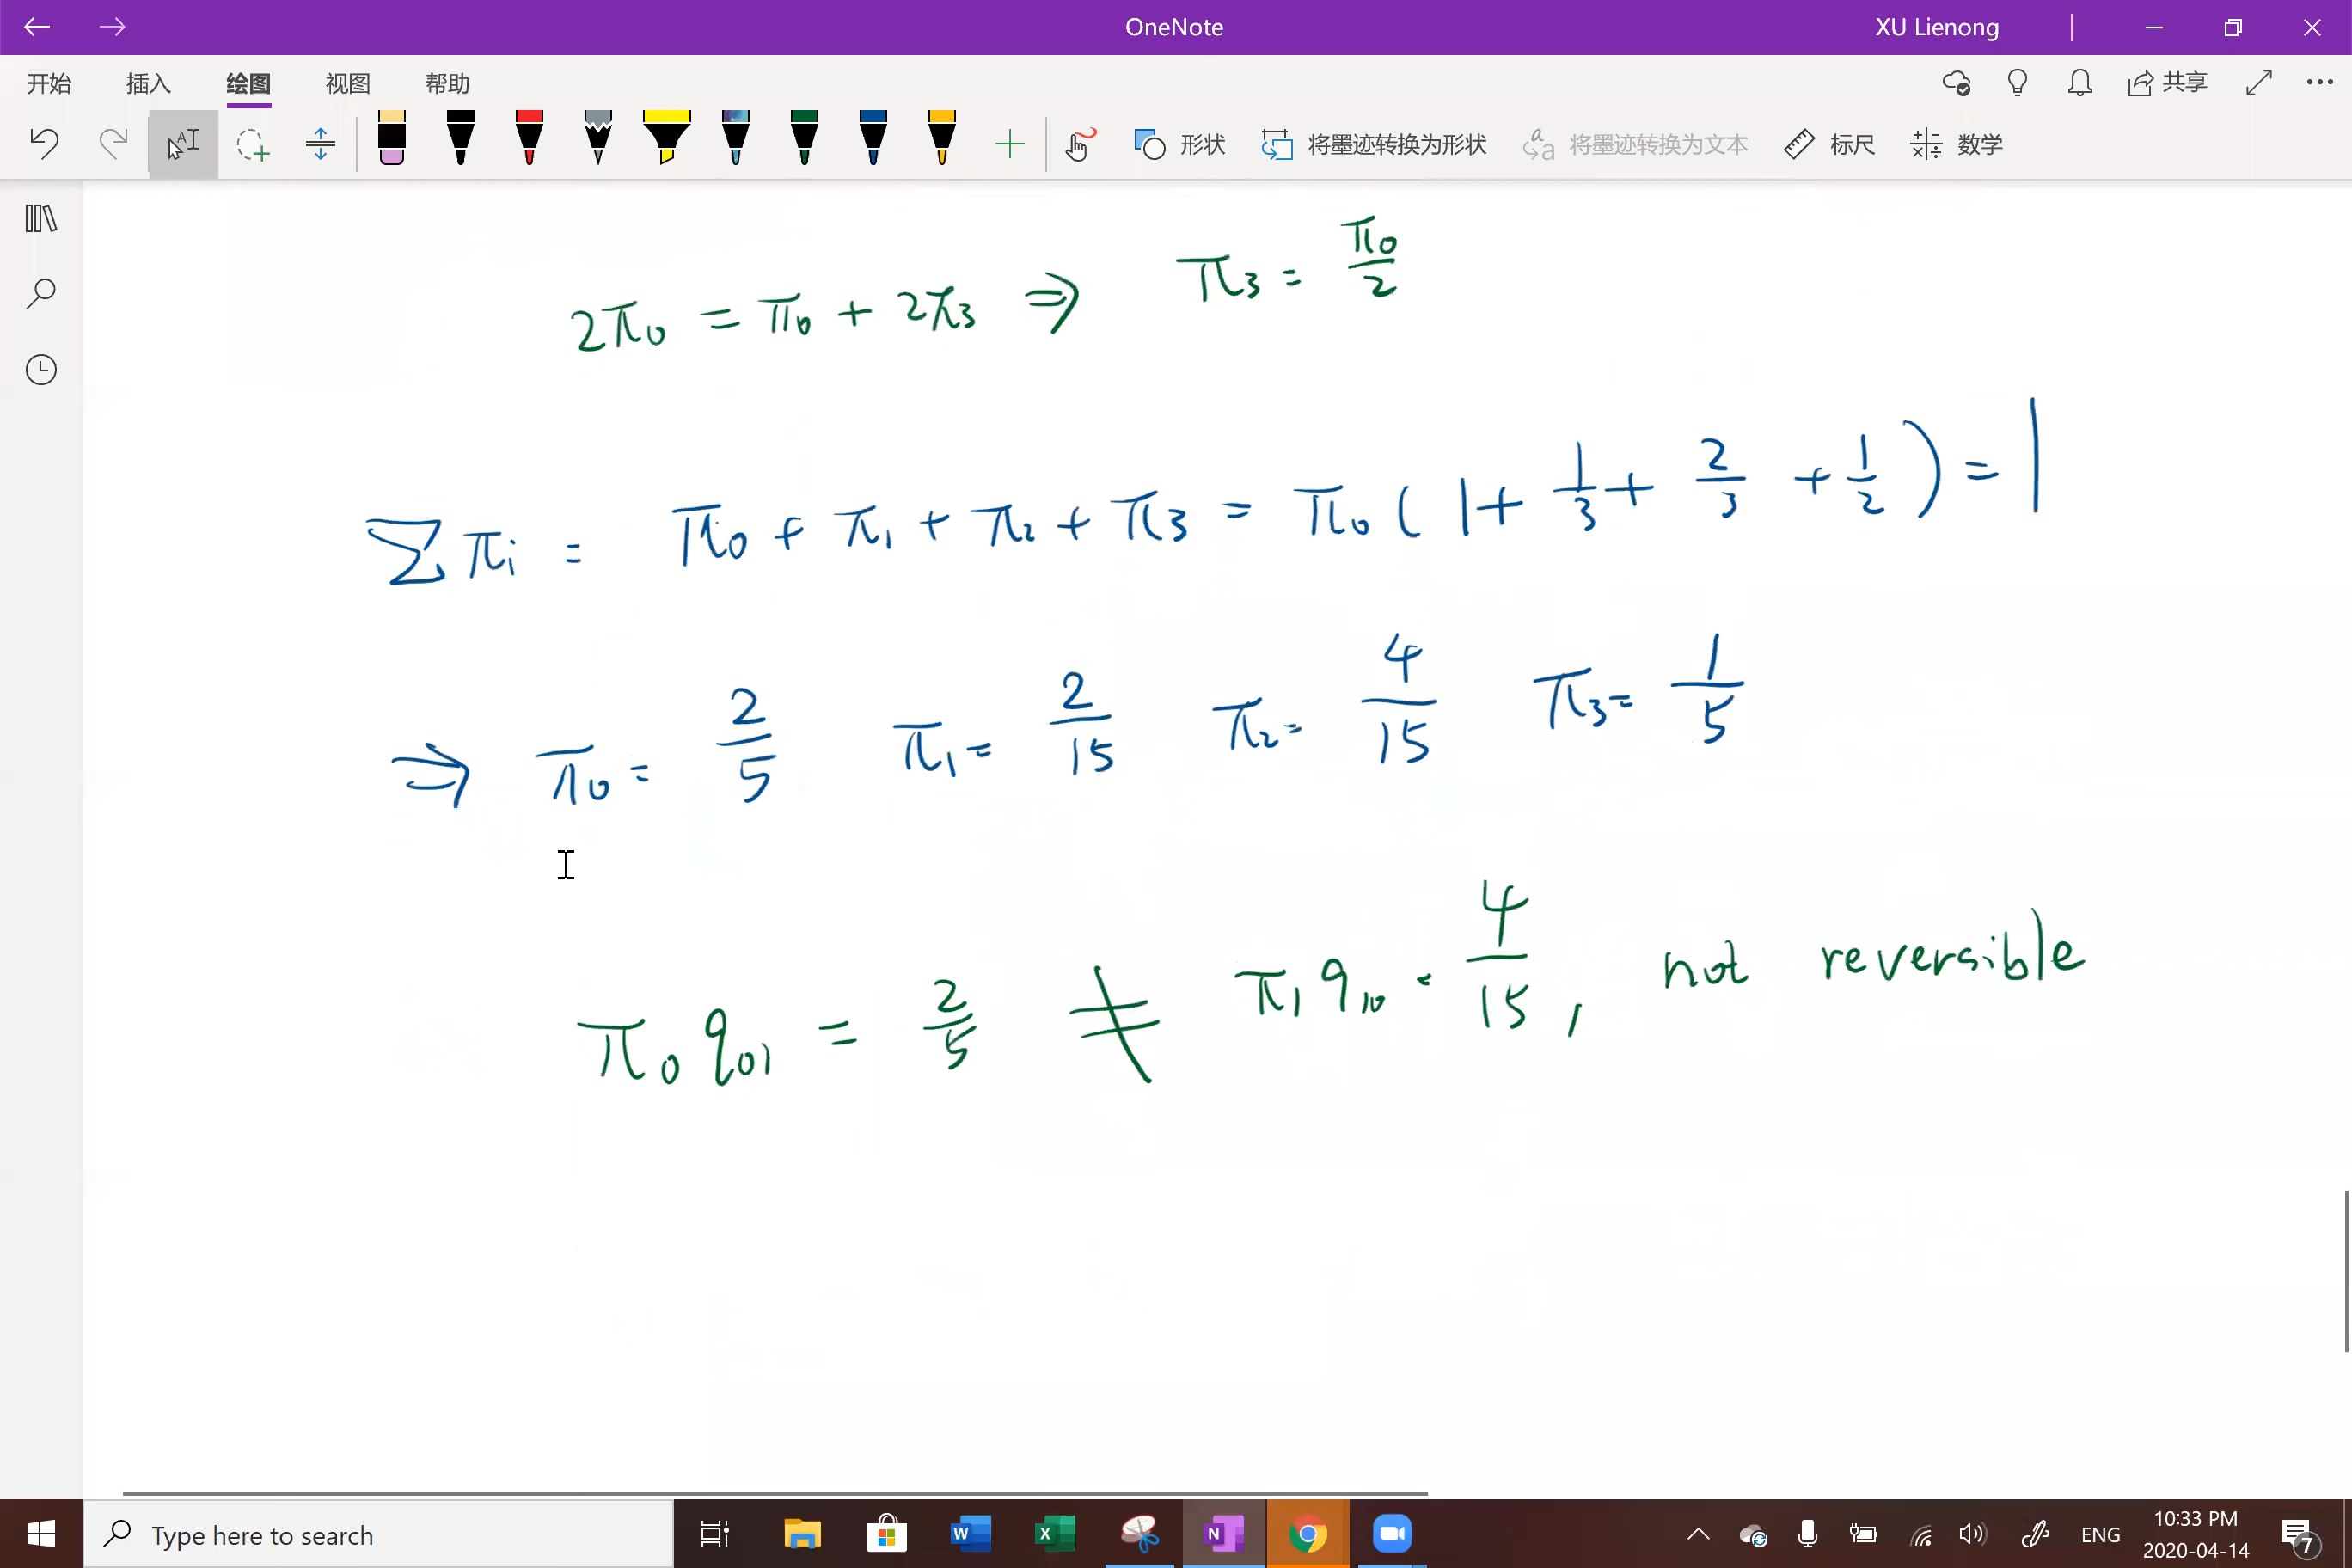 OneNote
XU Lienong
开始 插入 绘图 视图 帮助
共享
形状 将墨迹转换为形状 将墨迹转换为文本 标尺 数学
2π₀ = π₀ + 2π₃ ⇒ π₃ = π₀/2
∑ πᵢ = π₀ + π₁ + π₂ + π₃ = π₀ ( 1 + 1/3 + 2/3 + 1/2 ) = 1
⇒ π₀ = 2/5 π₁ = 2/15 π₂ = 4/15 π₃ = 1/5
π₀ q₀₁ = 2/5 ≠ π₁ q₁₀ = 4/15 , not reversible
Type here to search
ENG
10:33 PM
2020-04-14
7